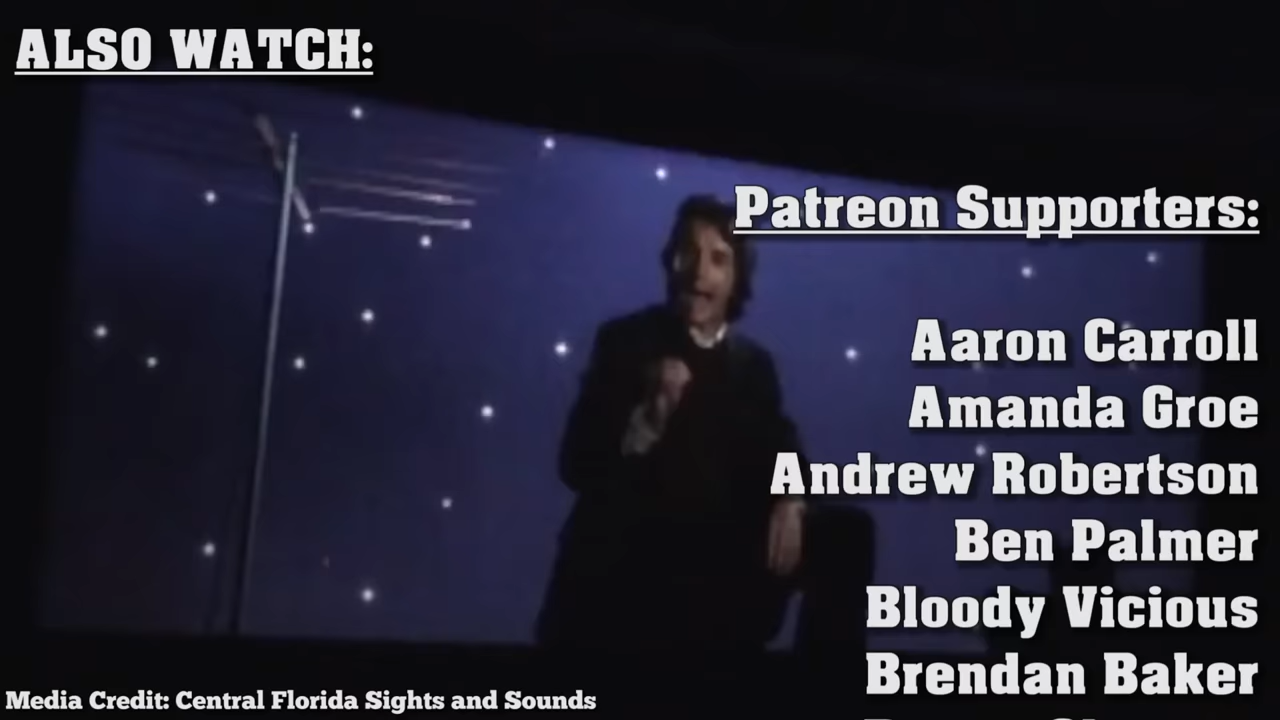 ALSO WATCH:
Patreon Supporters:
Aaron Carroll
Amanda Groe
Andrew Robertson
Ben Palmer
Bloody Vicious
Brendan Baker
Media Credit: Central Florida Sights and Sounds